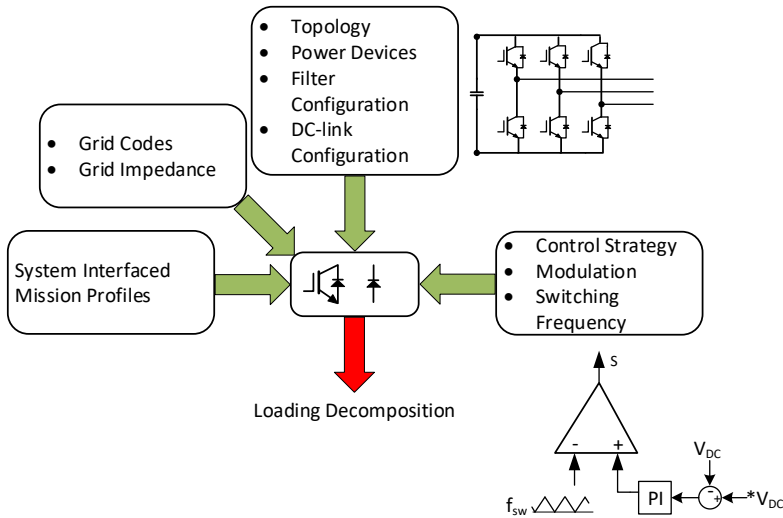 • Topology
• Power Devices
• Filter
Configuration
• DC-link
Configuration
• Grid Codes
• Grid Impedance
System Interfaced
Mission Profiles
• Control Strategy
• Modulation
• Switching
Frequency
Loading Decomposition
S
- +
V_DC
f_sw
PI
- +
*V_DC